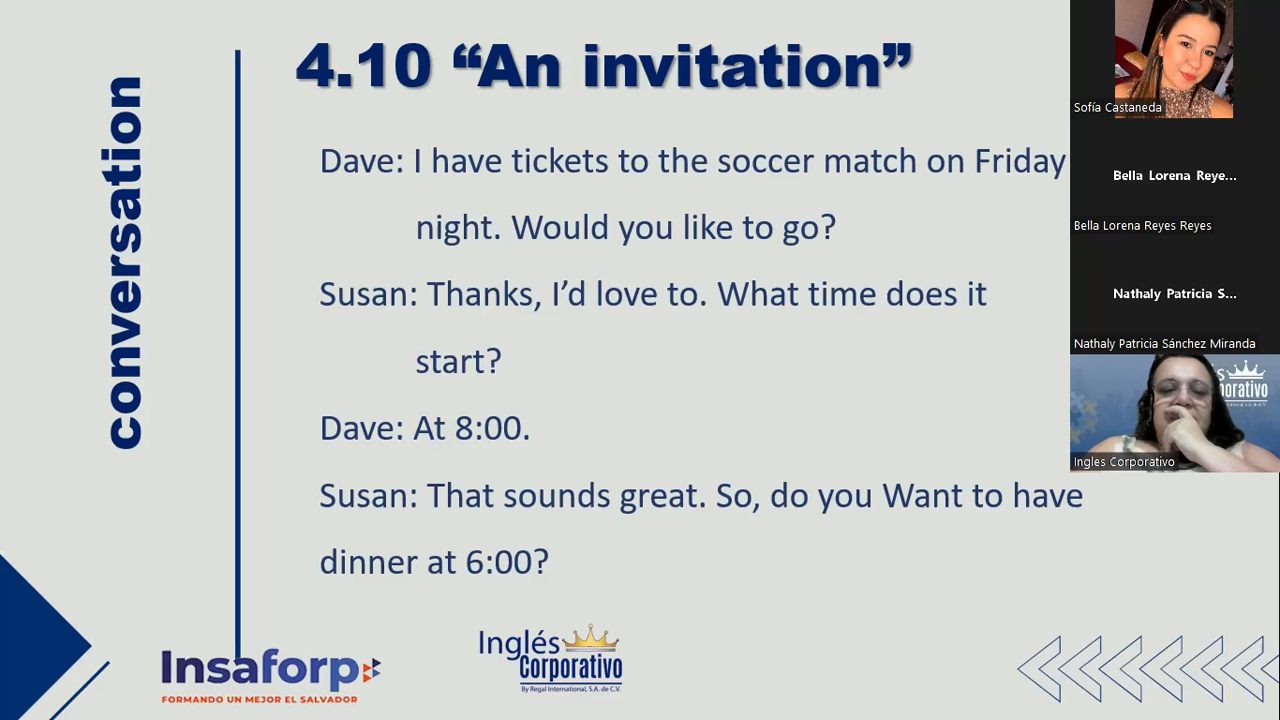 4.10 “An invitation”
conversation
Dave: I have tickets to the soccer match on Friday
night. Would you like to go?
Susan: Thanks, I’d love to. What time does it
start?
Dave: At 8:00.
Susan: That sounds great. So, do you Want to have
dinner at 6:00?
Insaforp
FORMANDO UN MEJOR EL SALVADOR
Inglés
Corporativo
By Regal International, S.A. de C.V.
Sofía Castaneda
Bella Lorena Reye...
Bella Lorena Reyes Reyes
Nathaly Patricia S...
Nathaly Patricia Sánchez Miranda
Ingles Corporativo